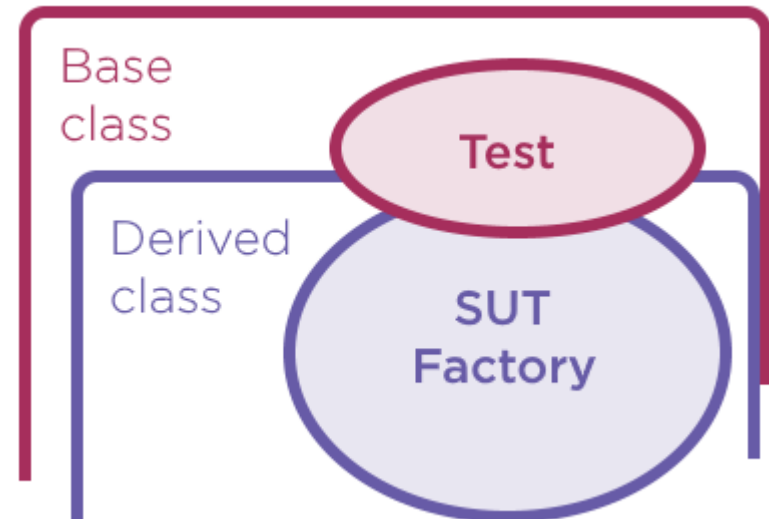 Base
class
Test
Derived
class
SUT
Factory